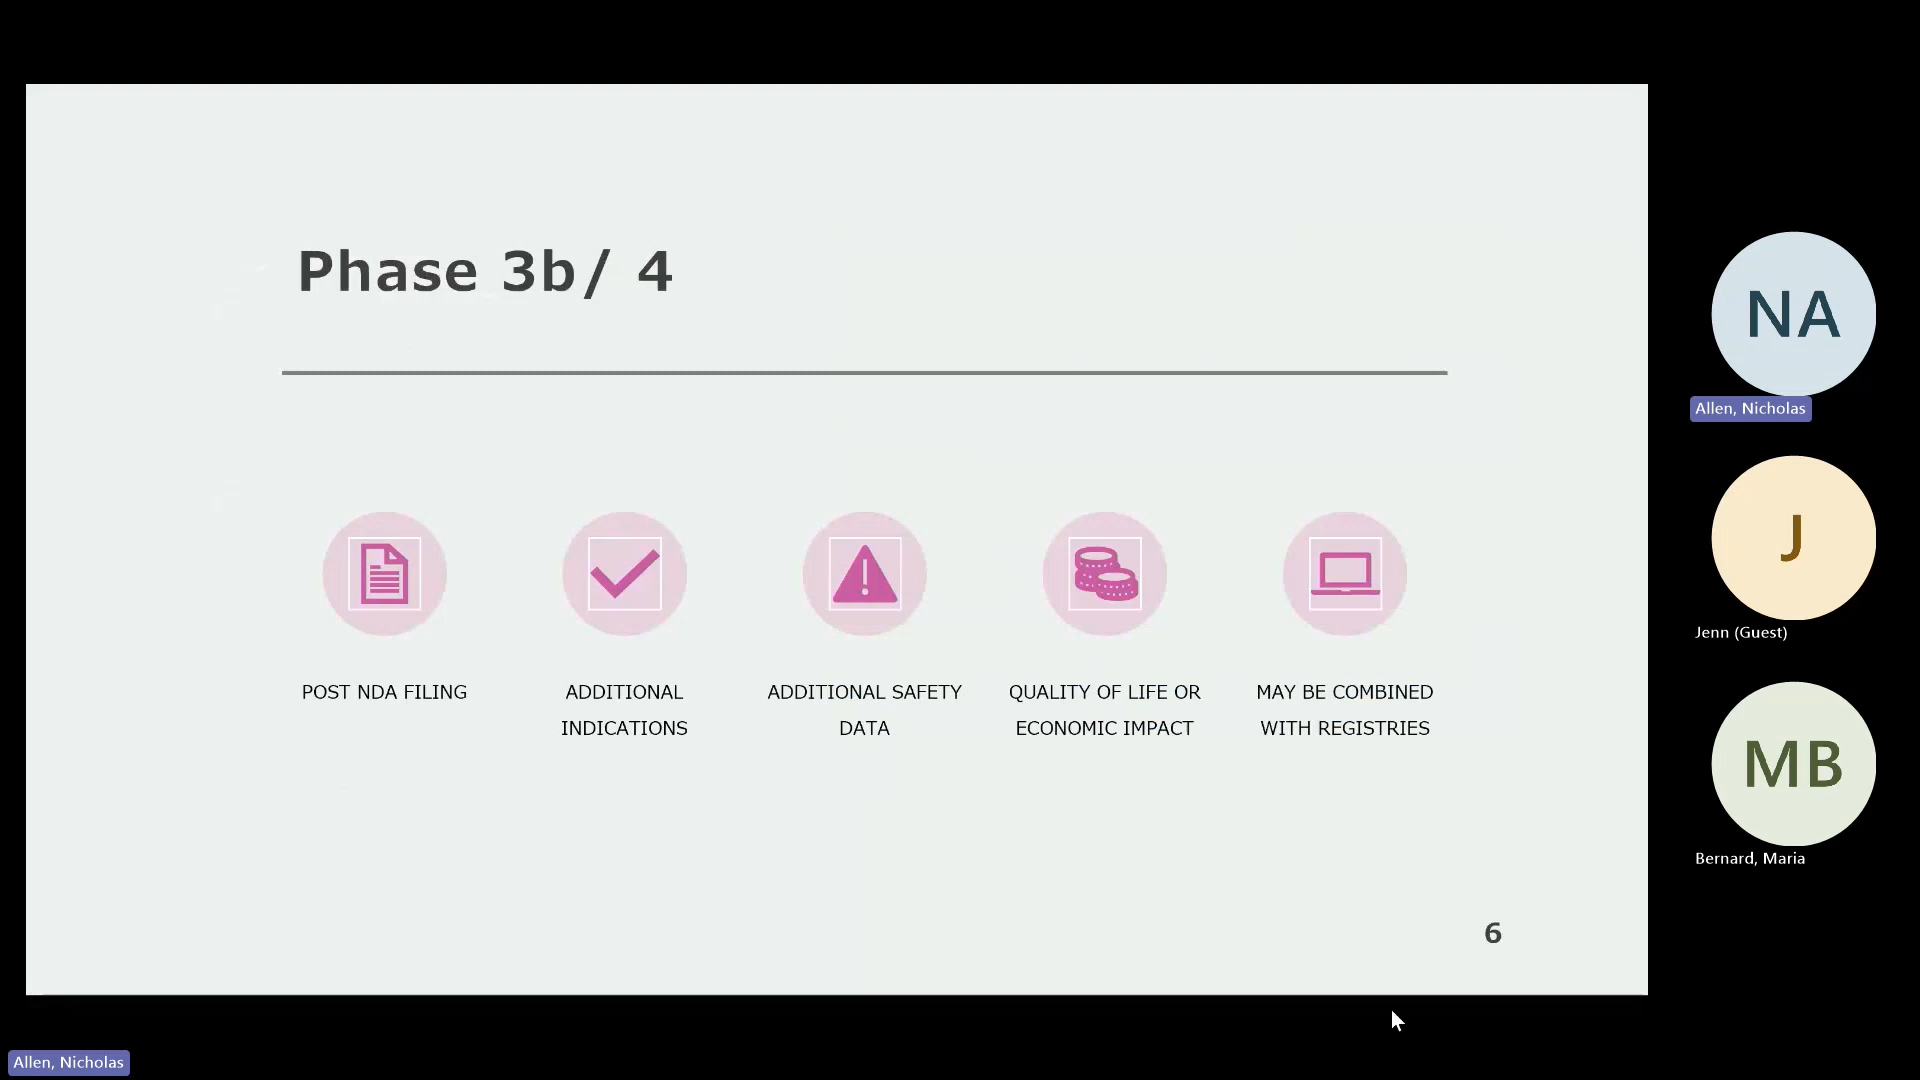 Phase 3b/ 4
POST NDA FILING
ADDITIONAL
INDICATIONS
ADDITIONAL SAFETY
DATA
QUALITY OF LIFE OR
ECONOMIC IMPACT
MAY BE COMBINED
WITH REGISTRIES
6
NA
Allen, Nicholas
J
Jenn (Guest)
MB
Bernard, Maria
Allen, Nicholas